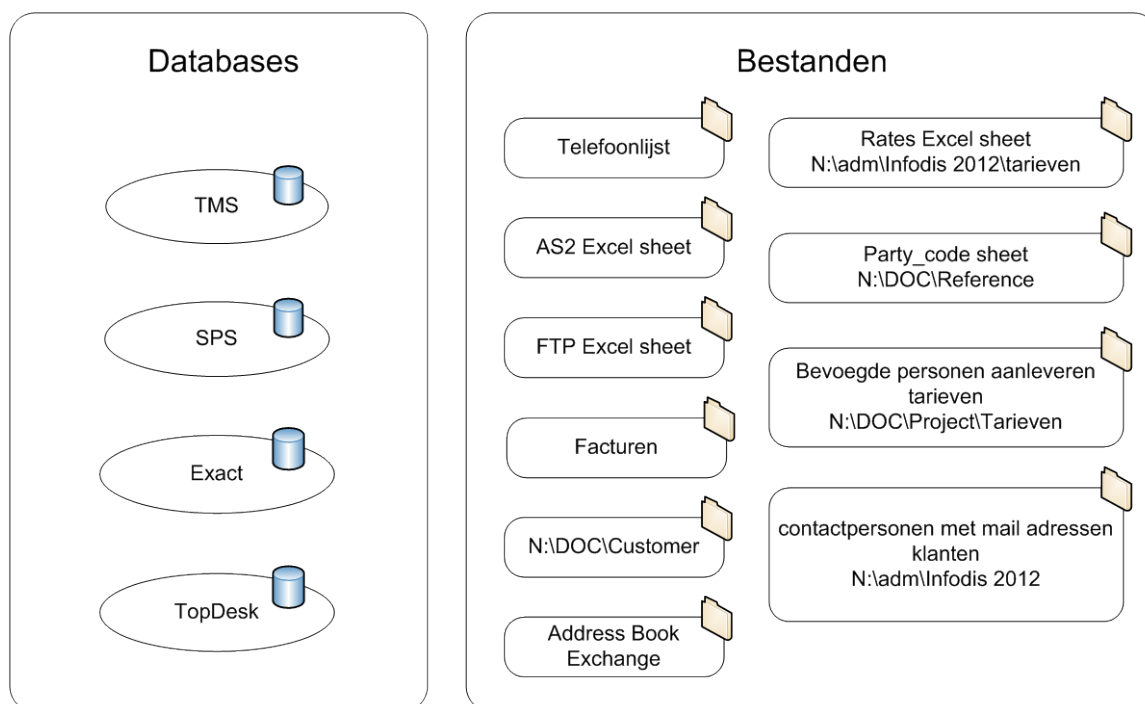 Databases
TMS
SPS
Exact
TopDesk
Bestanden
Telefoonlijst
AS2 Excel sheet
FTP Excel sheet
Facturen
N:\DOC\Customer
Address Book
Exchange
Rates Excel sheet
N:\adm\Infodis 2012\tarieven
Party_code sheet
N:\DOC\Reference
Bevoegde personen aanleveren
tarieven
N:\DOC\Project\Tarieven
contactpersonen met mail adressen
klanten
N:\adm\Infodis 2012